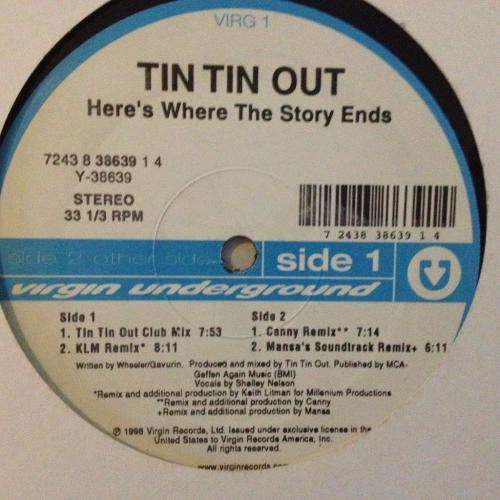 VIRG 1
TIN TIN OUT
Here's Where The Story Ends
7243 8 38639 1 4
Y-38639
STEREO
33 1/3 RPM
7 2438 38639 1 4
side 2 other side
side 1
virgin underground
Side 1
1. Tin Tin Out Club Mix 7:53
2. KLM Remix* 8:11
Side 2
1. Canny Remix** 7:14
2. Mansa's Soundtrack Remix+ 6:11
Written by Wheeler/Gavurin. Produced and mixed by Tin Tin Out. Published by MCA-
Geffen Again Music (BMI)
Vocals by Shelley Nelson
*Remix and additional production by Keith Litman for Millenium Productions
**Remix and additional production by Canny
+Remix and additional production by Mansa
℗ 1998 Virgin Records, Ltd. Issued under exclusive license in the
United States to Virgin Records America, Inc.
All rights reserved.
www.virginrecords.com